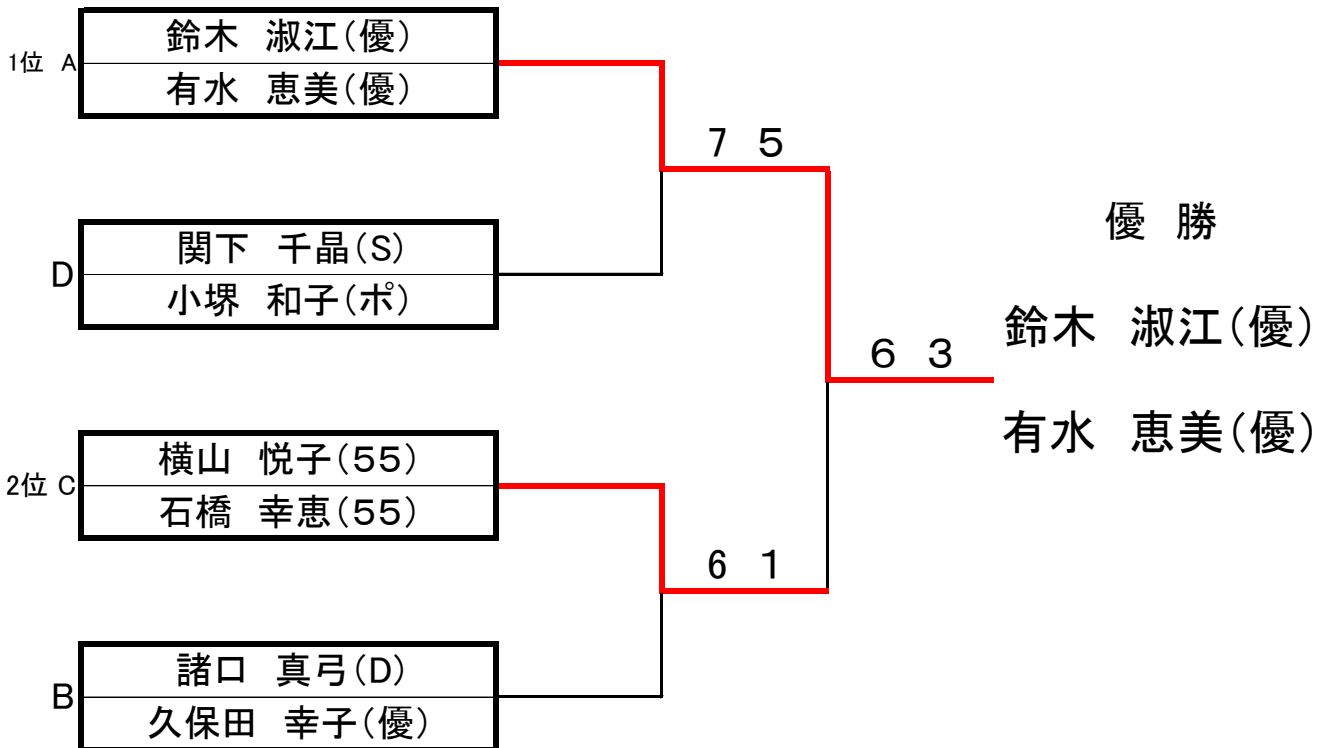 1位 A
鈴木 淑江(優)
有水 恵美(優)
7 5
D
関下 千晶(S)
小堺 和子(ポ)
優 勝
鈴木 淑江(優)
有水 恵美(優)
6 3
2位 C
横山 悦子(55)
石橋 幸恵(55)
6 1
B
諸口 真弓(D)
久保田 幸子(優)